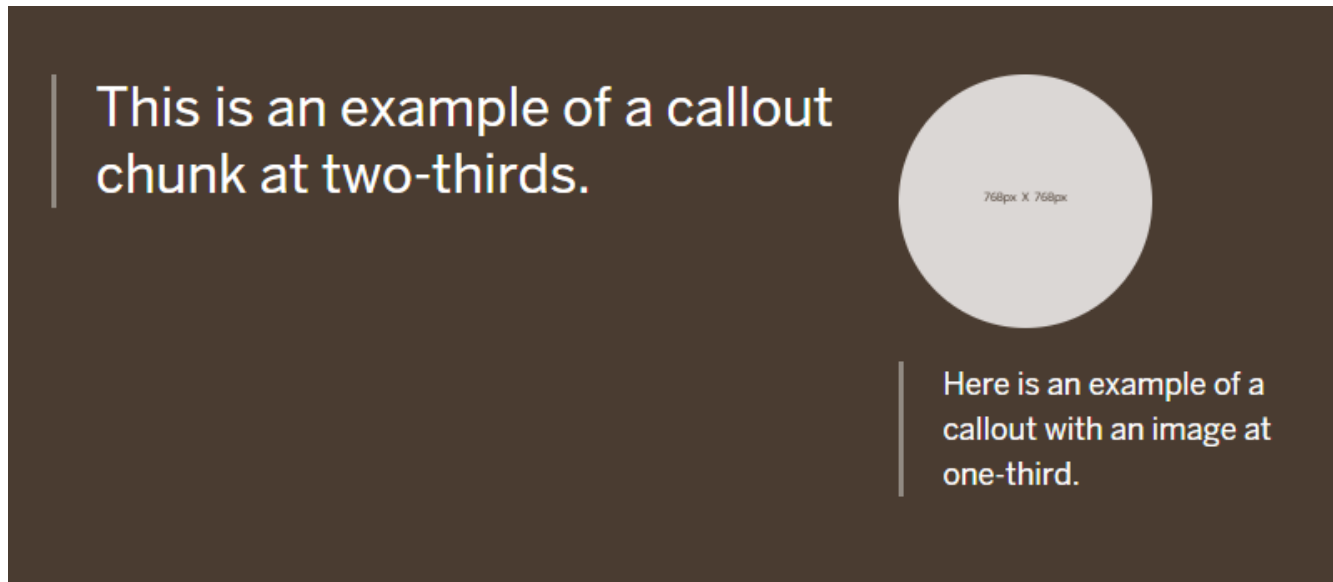 This is an example of a callout
chunk at two-thirds.
768px X 768px
Here is an example of a
callout with an image at
one-third.